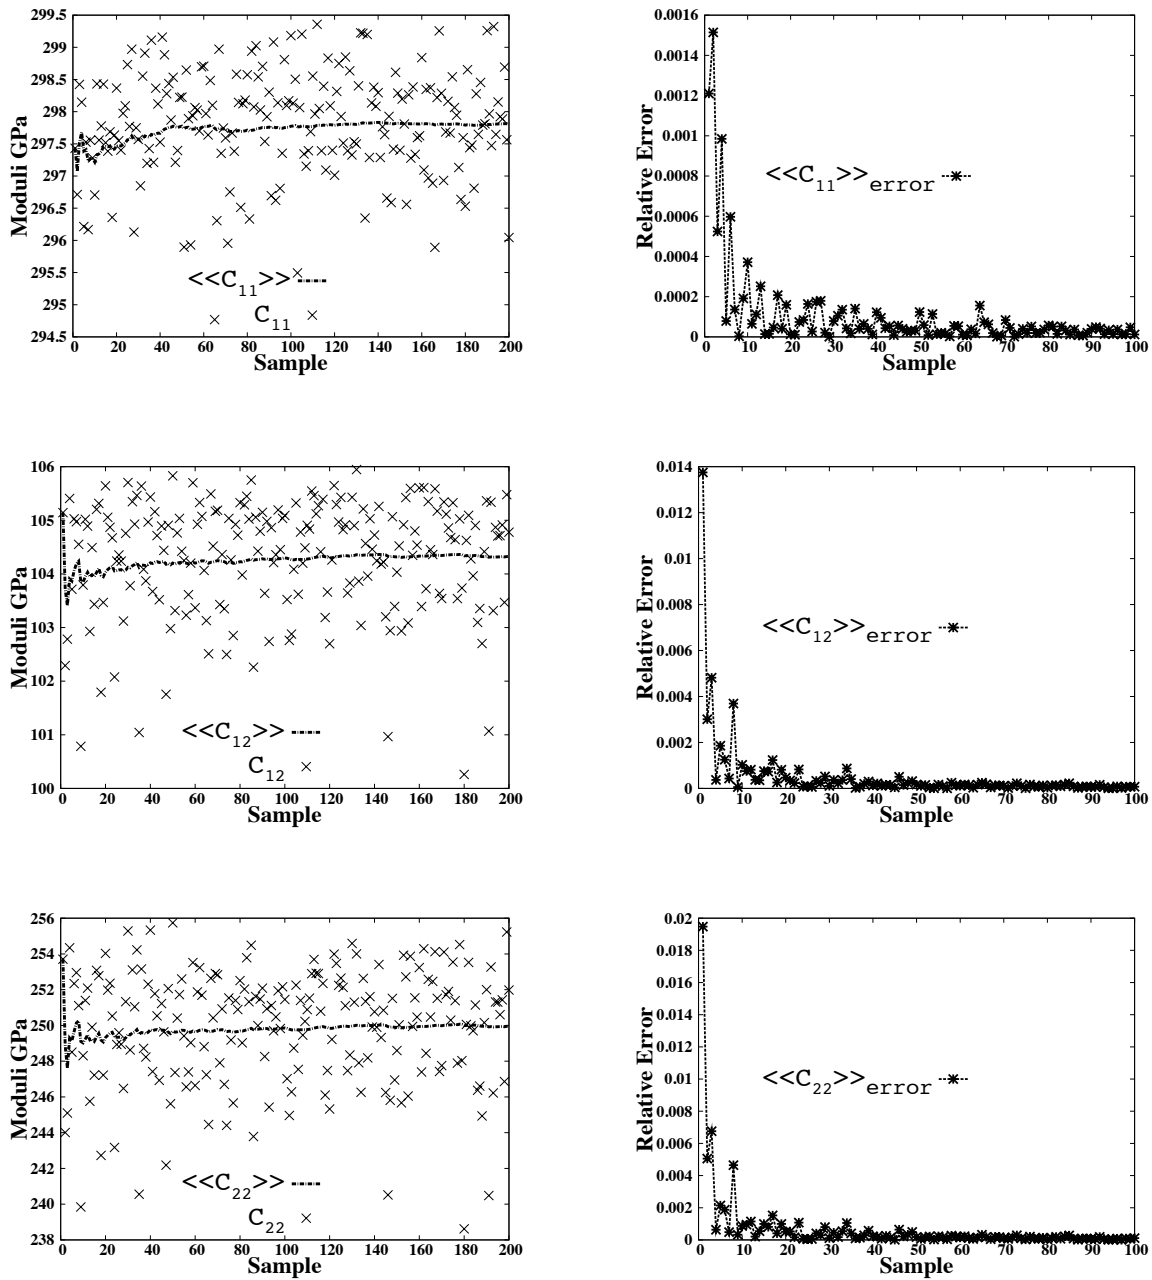 299.5
299
298.5
298
297.5
297
296.5
296
295.5
295
294.5
Moduli GPa
<<C11>>
C11
0 20 40 60 80 100 120 140 160 180 200
Sample
0.0016
0.0014
0.0012
0.001
0.0008
0.0006
0.0004
0.0002
0
Relative Error
<<C11>>error
0 10 20 30 40 50 60 70 80 90 100
Sample
106
105
104
103
102
101
100
Moduli GPa
<<C12>>
C12
0 20 40 60 80 100 120 140 160 180 200
Sample
0.014
0.012
0.01
0.008
0.006
0.004
0.002
0
Relative Error
<<C12>>error
0 10 20 30 40 50 60 70 80 90 100
Sample
256
254
252
250
248
246
244
242
240
238
Moduli GPa
<<C22>>
C22
0 20 40 60 80 100 120 140 160 180 200
Sample
0.02
0.018
0.016
0.014
0.012
0.01
0.008
0.006
0.004
0.002
0
Relative Error
<<C22>>error
0 10 20 30 40 50 60 70 80 90 100
Sample